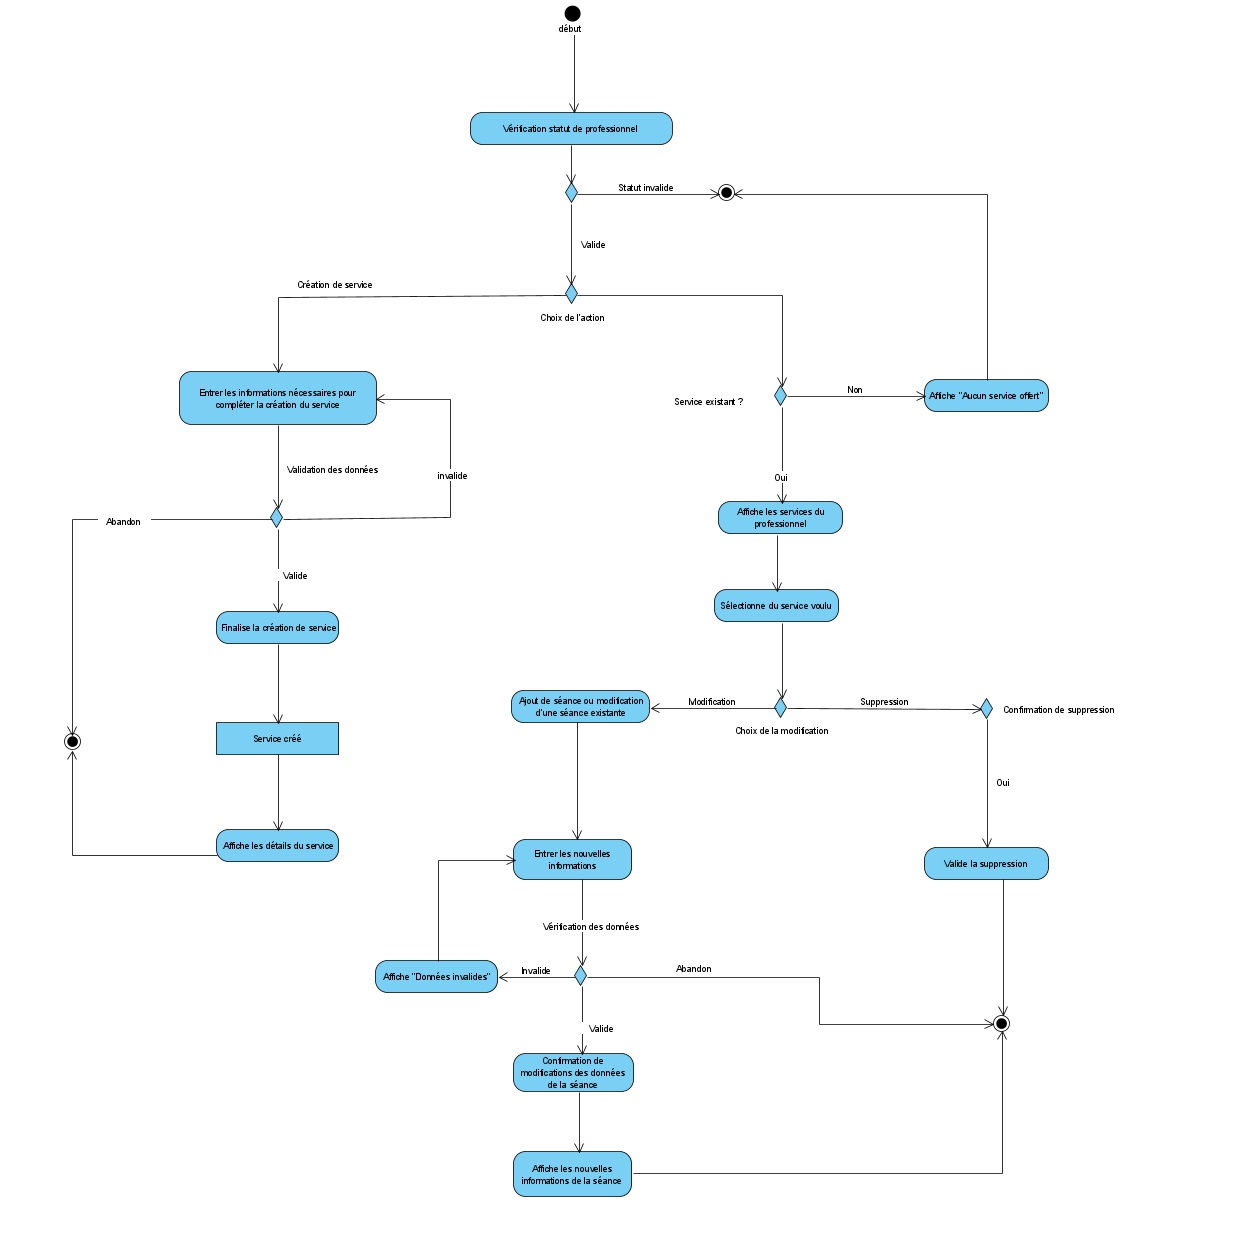 début
Vérification statut de professionnel
Statut invalide
Valide
Création de service
Choix de l'action
Entrer les informations nécessaires pour
compléter la création du service
Service existant ?
Non
Affiche "Aucun service offert"
Validation des données
invalide
Oui
Abandon
Affiche les services du
professionnel
Valide
Sélectionne du service voulu
Finalise la création de service
Ajout de séance ou modification
d'une séance existante
Modification
Suppression
Confirmation de suppression
Choix de la modification
Service créé
Oui
Affiche les détails du service
Entrer les nouvelles
informations
Valide la suppression
Vérification des données
Affiche "Données invalides"
Invalide
Abandon
Valide
Confirmation de
modifications des données
de la séance
Affiche les nouvelles
informations de la séance